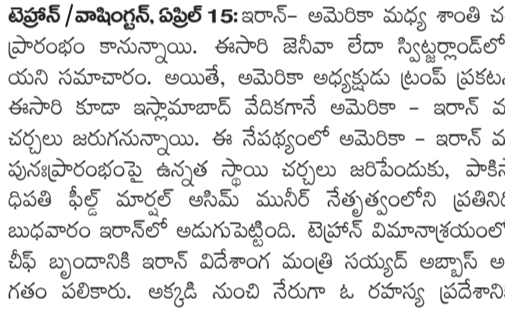 టెహ్రాన్/వాషింగ్టన్, ఏప్రిల్ 15: ఇరాన్– అమెరికా మధ్య శాంతి చ
ప్రారంభం కానున్నాయి. ఈసారి జెనీవా లేదా స్విట్జర్లాండ్‌లో
యని సమాచారం. అయితే, అమెరికా అధ్యక్షుడు ట్రంప్ ప్రకట
ఈసారి కూడా ఇస్లామాబాద్ వేదికగానే అమెరికా – ఇరాన్ వ
చర్చలు జరుగనున్నాయి. ఈ నేపథ్యంలో అమెరికా – ఇరాన్ వ
పునఃప్రారంభంపై ఉన్నత స్థాయి చర్చలు జరిపేందుకు, పాకిస
ధిపతి ఫీల్డ్ మార్షల్ ఆసిమ్ మునీర్ నేతృత్వంలోని ప్రతినిధ
బుధవారం ఇరాన్‌లో అడుగుపెట్టింది. టెహ్రాన్ విమానాశ్రయంలో
చీఫ్ బృందానికి ఇరాన్ విదేశాంగ మంత్రి సయ్యద్ అబ్బాస్ అ
గతం పలికారు. అక్కడి నుంచి నేరుగా ఓ రహస్య ప్రదేశాని